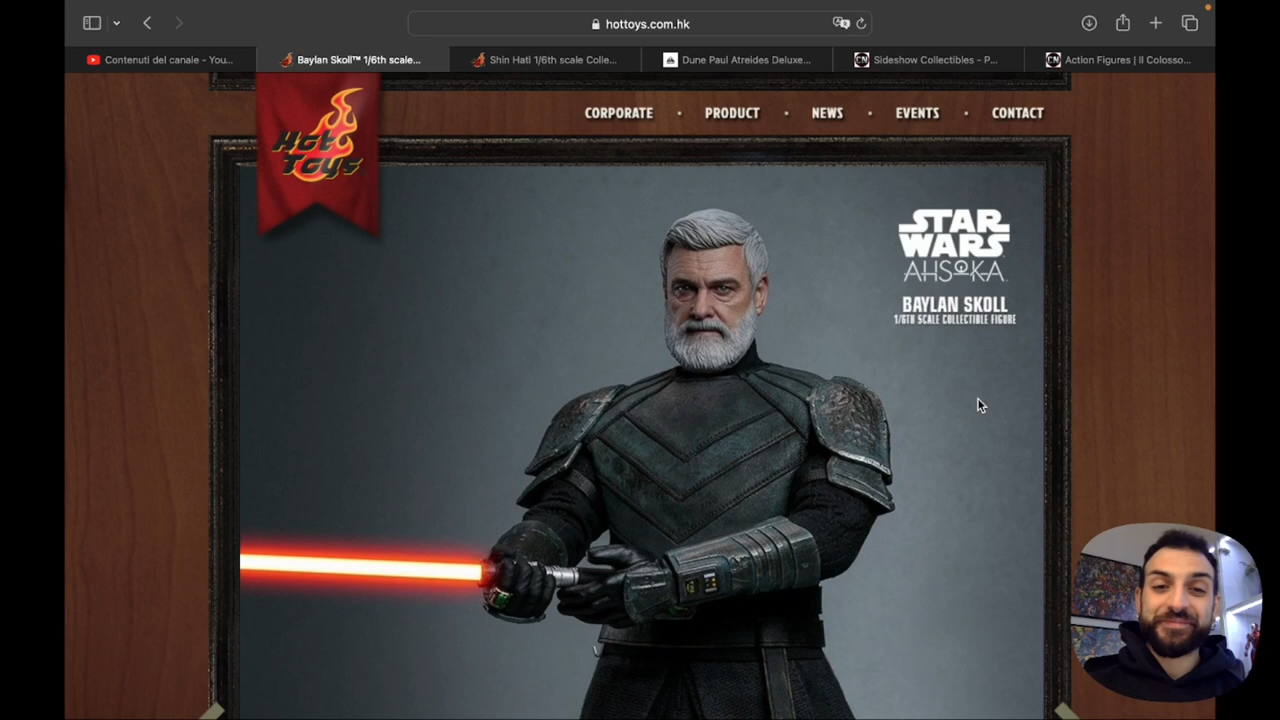 hottoys.com.hk
Contenuti del canale - You...
Baylan Skoll™ 1/6th scale...
Shin Hati 1/6th scale Colle...
Dune Paul Atreides Deluxe...
Sideshow Collectibles - P...
Action Figures | Il Colosso...
CORPORATE • PRODUCT • NEWS • EVENTS • CONTACT
Hot
Toys
STAR
WARS
AHSOKA
BAYLAN SKOLL
1/6TH SCALE COLLECTIBLE FIGURE